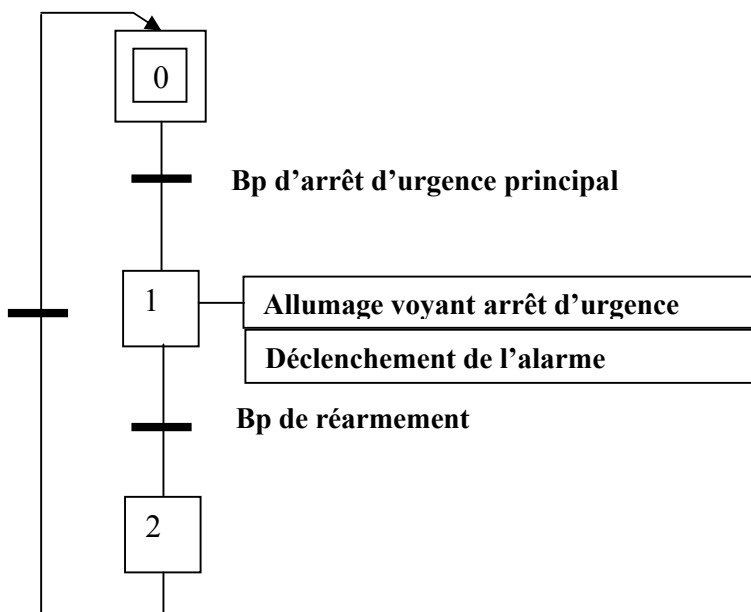 0
Bp d’arrêt d’urgence principal
1
Allumage voyant arrêt d’urgence
Déclenchement de l’alarme
Bp de réarmement
2